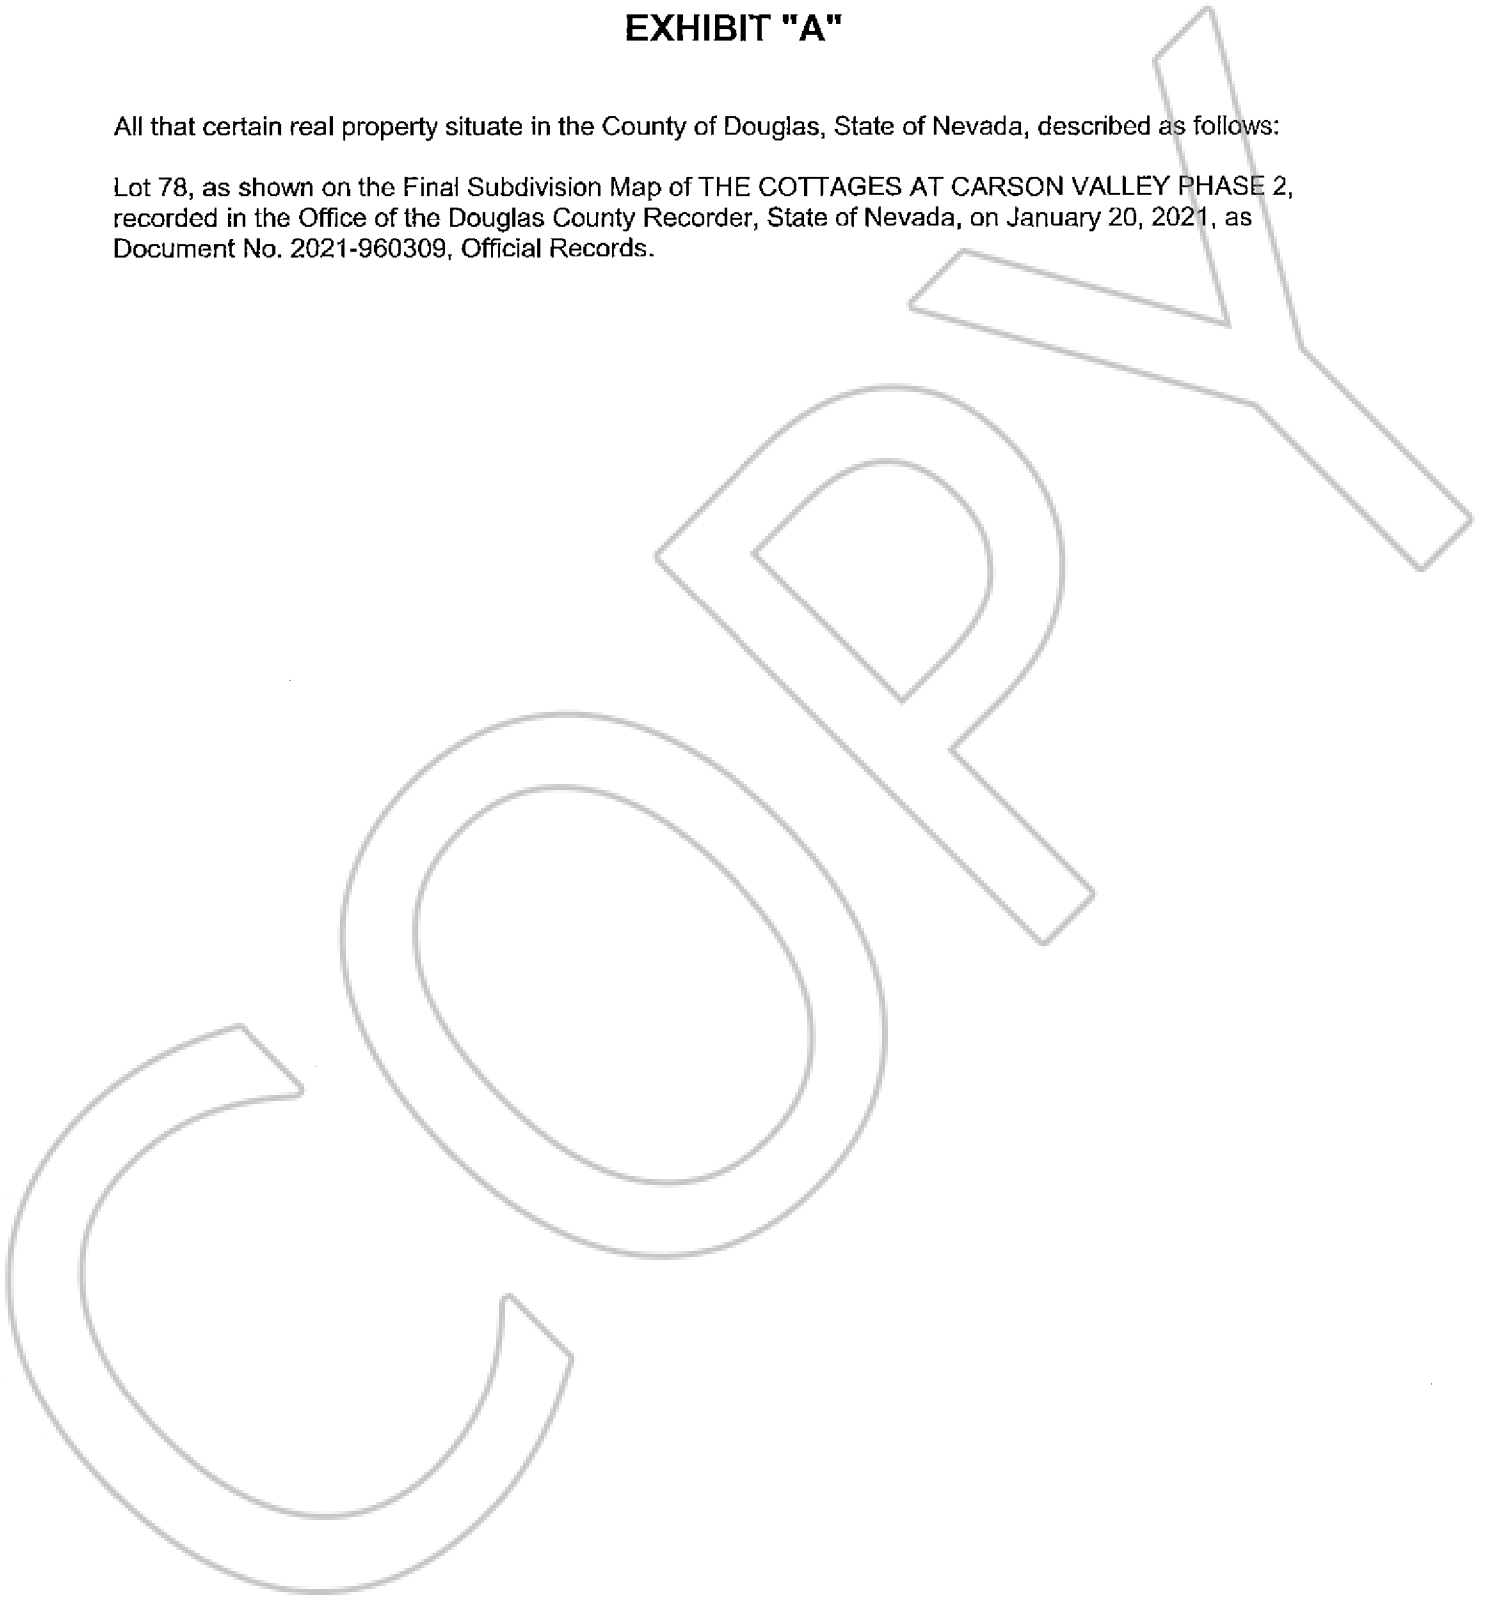 EXHIBIT "A"
All that certain real property situate in the County of Douglas, State of Nevada, described as follows:
Lot 78, as shown on the Final Subdivision Map of THE COTTAGES AT CARSON VALLEY PHASE 2,
recorded in the Office of the Douglas County Recorder, State of Nevada, on January 20, 2021, as
Document No. 2021-960309, Official Records.
COPY